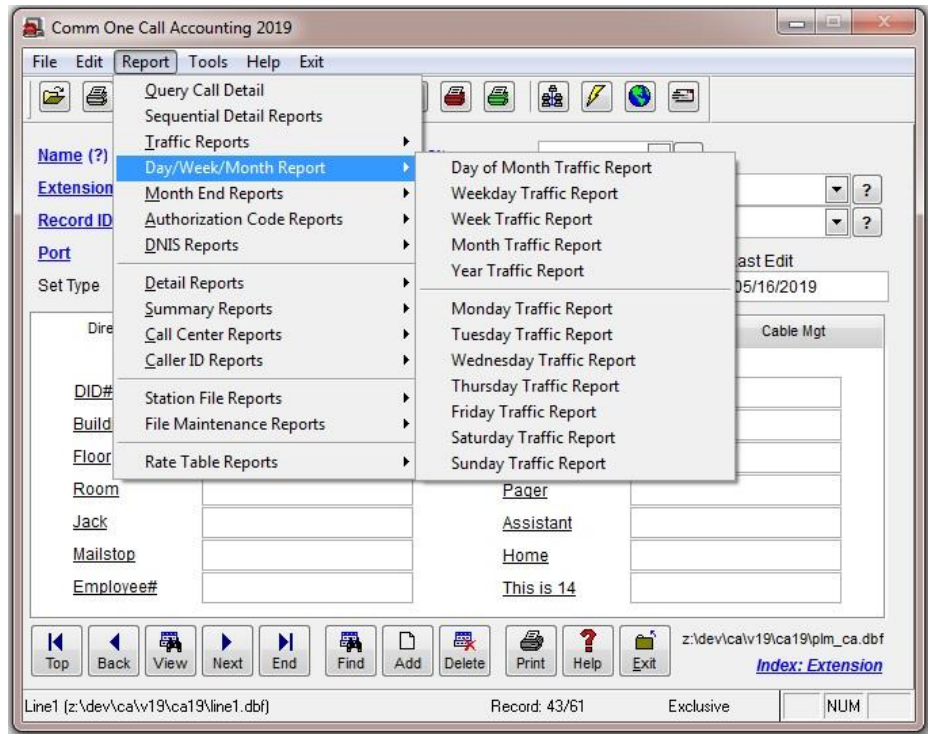 Comm One Call Accounting 2019
File Edit Report Tools Help Exit
Query Call Detail
Sequential Detail Reports
Traffic Reports
Day/Week/Month Report
Month End Reports
Authorization Code Reports
DNIS Reports
Detail Reports
Summary Reports
Call Center Reports
Caller ID Reports
Station File Reports
File Maintenance Reports
Rate Table Reports
Day of Month Traffic Report
Weekday Traffic Report
Week Traffic Report
Month Traffic Report
Year Traffic Report
Monday Traffic Report
Tuesday Traffic Report
Wednesday Traffic Report
Thursday Traffic Report
Friday Traffic Report
Saturday Traffic Report
Sunday Traffic Report
Name (?)
Extension
?
Record ID
?
Port
Edit
Set Type
05/16/2019
Cable Mgt
DID#
Floor
Room
Pager
Jack
Assistant
Mailstop
Home
Employee#
This is 14
Top Back View Next End Find Add Delete Print Help Exit
z:\dev\ca\v19\ca19\plm_ca.dbf
Index: Extension
Line1 (z:\dev\ca\v19\ca19\line1.dbf) Record: 43/61 Exclusive NUM